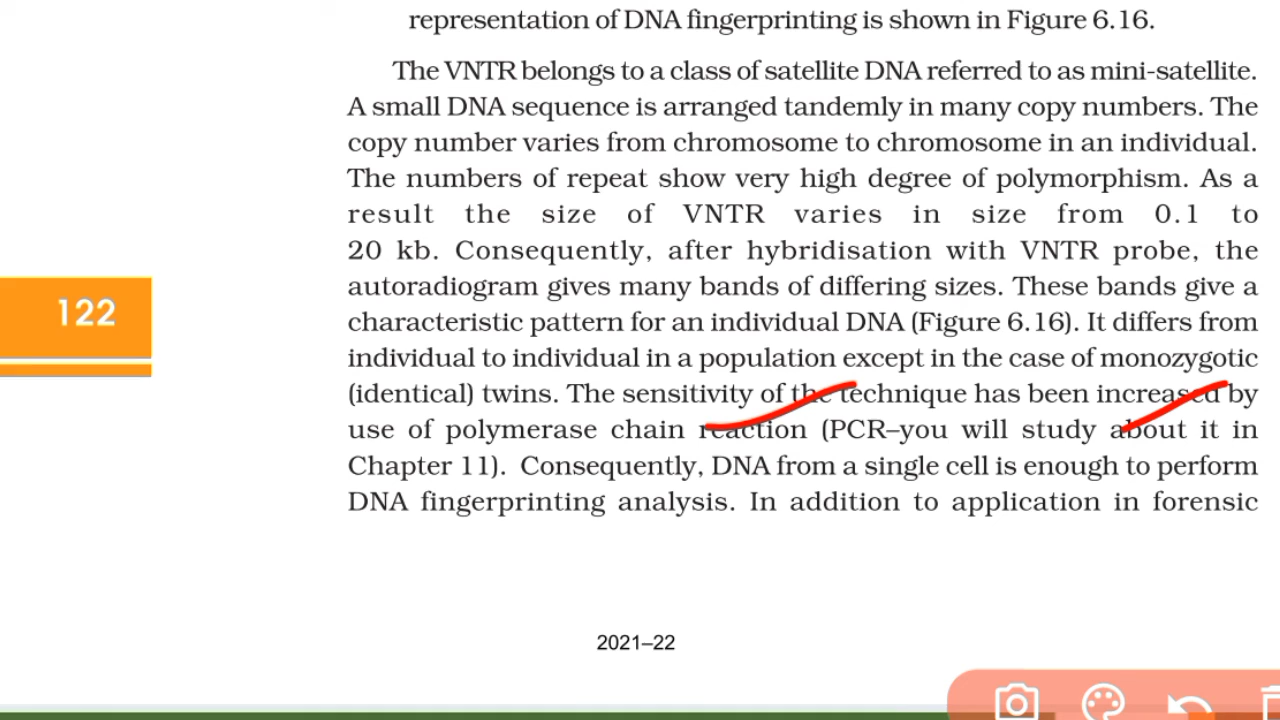 representation of DNA fingerprinting is shown in Figure 6.16.
The VNTR belongs to a class of satellite DNA referred to as mini-satellite.
A small DNA sequence is arranged tandemly in many copy numbers. The
copy number varies from chromosome to chromosome in an individual.
The numbers of repeat show very high degree of polymorphism. As a
result the size of VNTR varies in size from 0.1 to
20 kb. Consequently, after hybridisation with VNTR probe, the
autoradiogram gives many bands of differing sizes. These bands give a
characteristic pattern for an individual DNA (Figure 6.16). It differs from
individual to individual in a population except in the case of monozygotic
(identical) twins. The sensitivity of the technique has been increased by
use of polymerase chain reaction (PCR–you will study about it in
Chapter 11). Consequently, DNA from a single cell is enough to perform
DNA fingerprinting analysis. In addition to application in forensic
122
2021–22